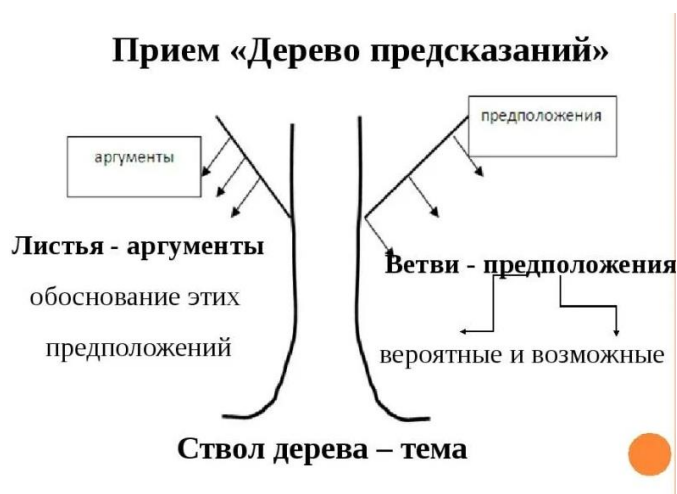 Прием «Дерево предсказаний»
предположения
аргументы
Листья - аргументы
обоснование этих
предположений
Ветви - предположения
вероятные и возможные
Ствол дерева – тема